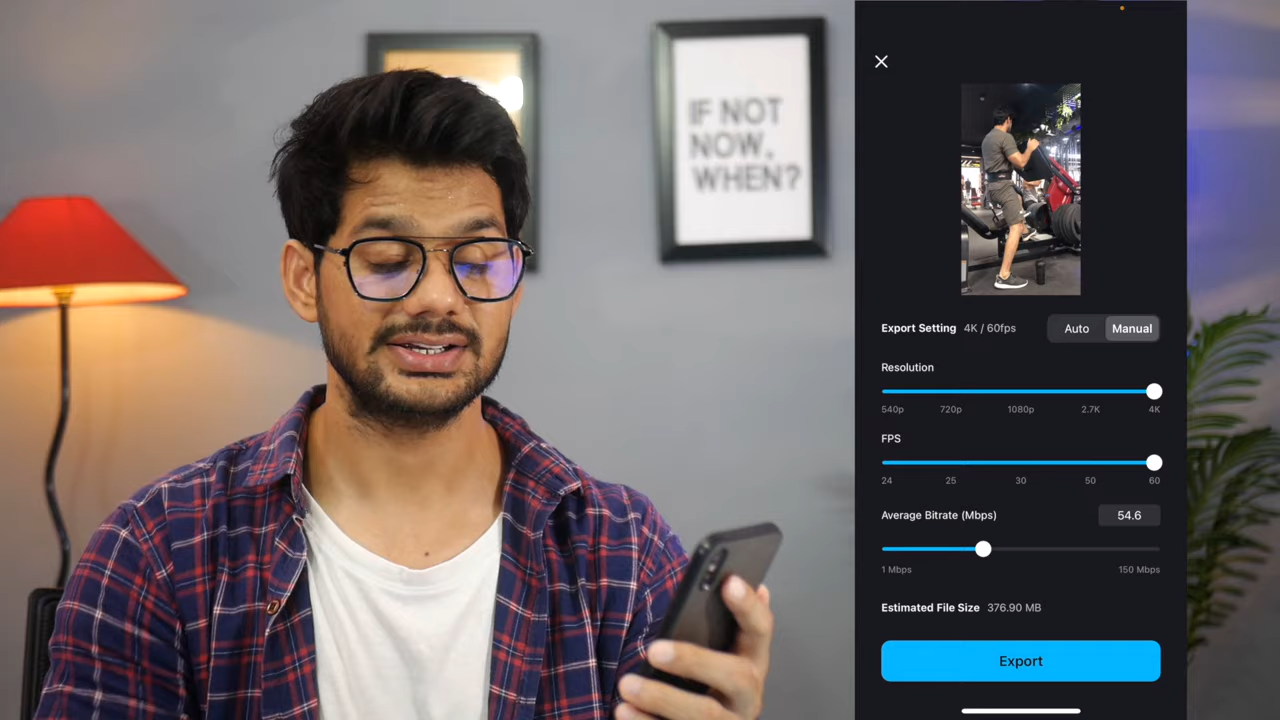 IF NOT
NOW,
WHEN?
Export Setting 4K / 60fps
Auto
Manual
Resolution
540p 720p 1080p 2.7K 4K
FPS
24 25 30 50 60
Average Bitrate (Mbps) 54.6
1 Mbps 150 Mbps
Estimated File Size 376.90 MB
Export